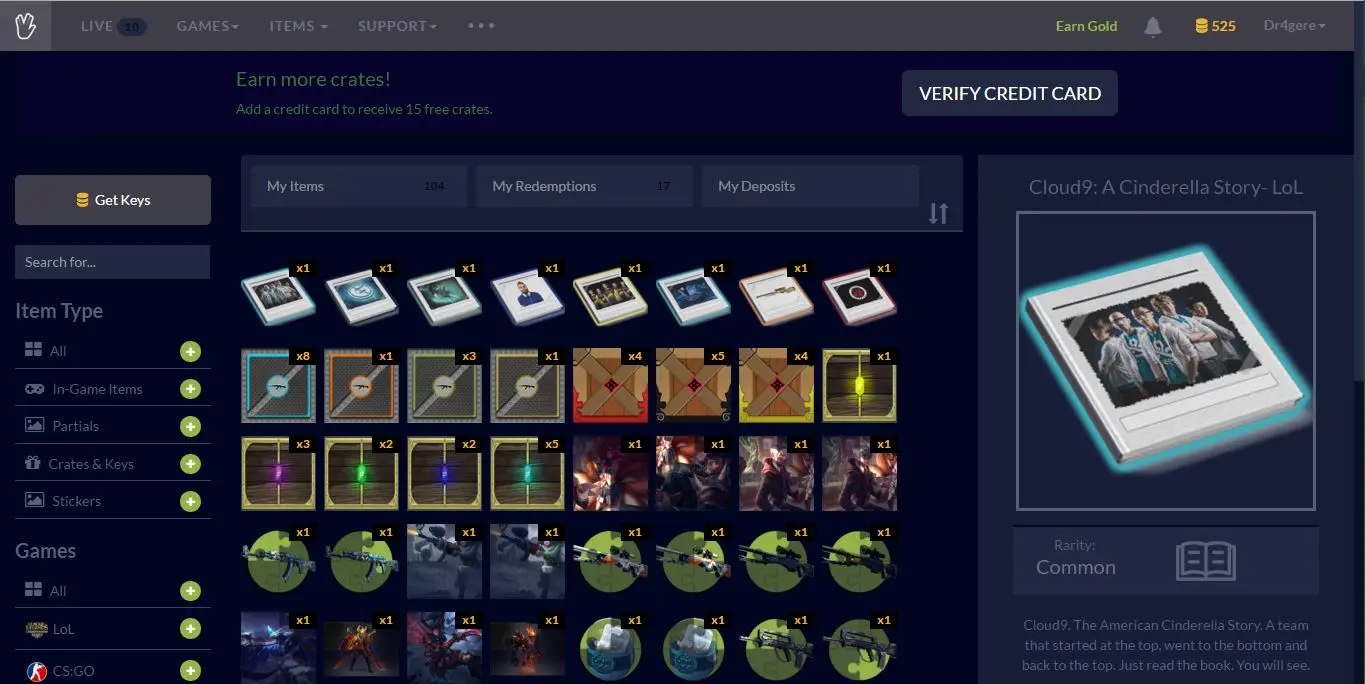 LIVE 10 GAMES ITEMS SUPPORT Earn Gold 525 Dr4gere
Earn more crates!
Add a credit card to receive 15 free crates.
VERIFY CREDIT CARD
Get Keys
Search for...
Item Type
All
In-Game Items
Partials
Crates & Keys
Stickers
Games
All
LoL
CS:GO
My Items 104 My Redemptions 17 My Deposits
x1 x1 x1 x1 x1 x1 x1 x1
x8 x1 x3 x1 x4 x5 x4 x1
x3 x2 x2 x5 x1 x1 x1 x1
x1 x1 x1 x1 x1 x1 x1 x1
x1 x1 x1 x1 x1 x1 x1 x1
Cloud9: A Cinderella Story- LoL
Rarity:
Common
Cloud9. The American Cinderella Story. A team
that started at the top, went to the bottom and
back to the top. Just read the book. You will see.